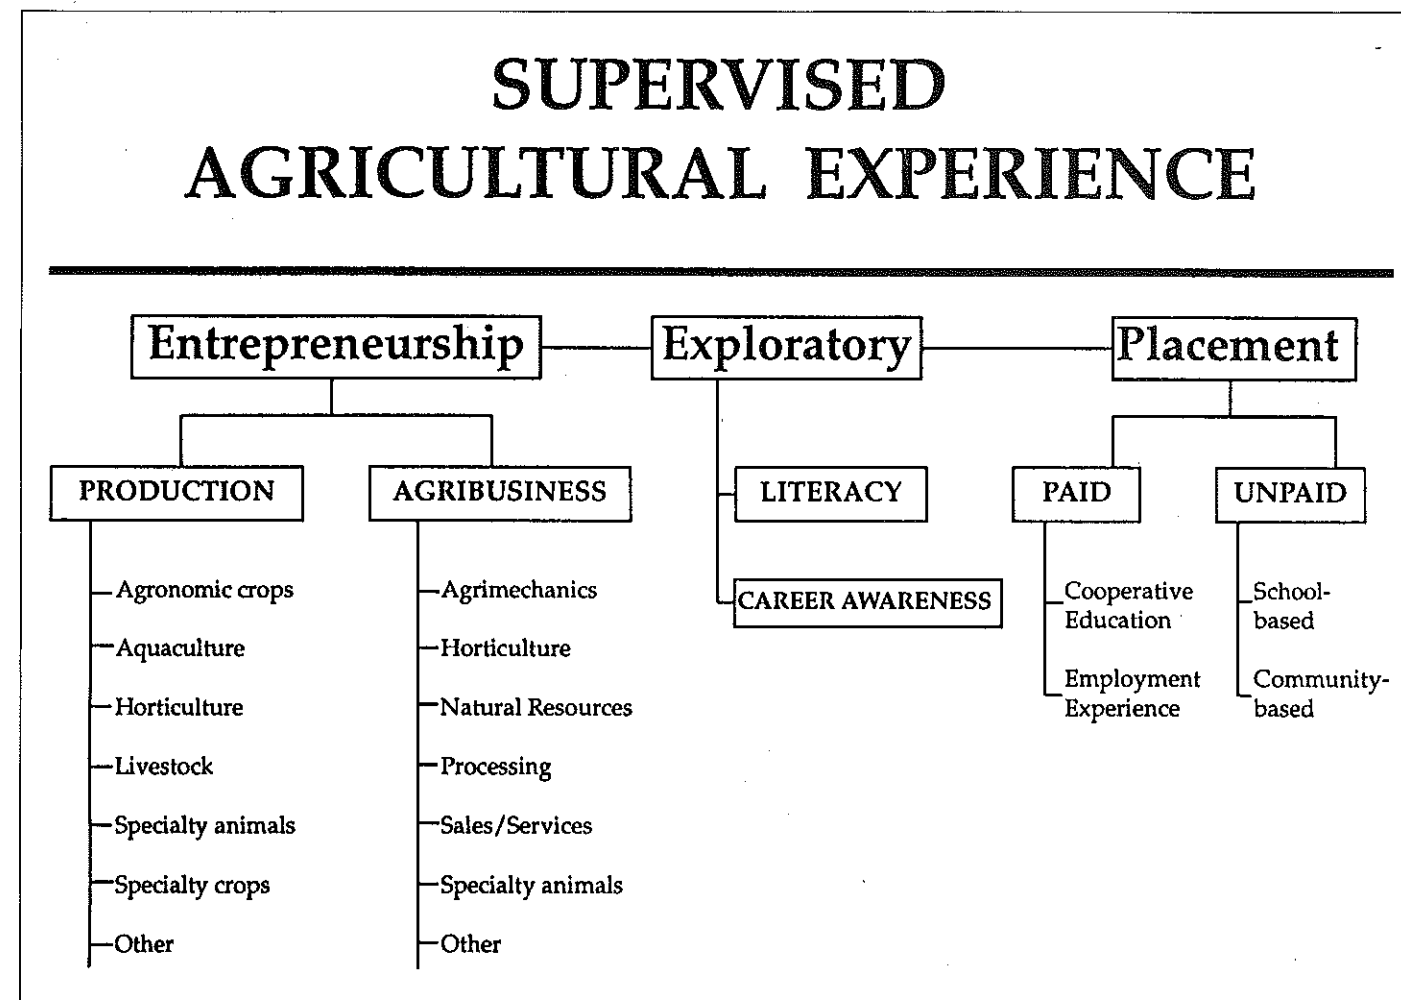 SUPERVISED
AGRICULTURAL EXPERIENCE
Entrepreneurship
Exploratory
Placement
PRODUCTION
AGRIBUSINESS
LITERACY
PAID
UNPAID
Agronomic crops
Aquaculture
Horticulture
Livestock
Specialty animals
Specialty crops
Other
Agrimechanics
Horticulture
Natural Resources
Processing
Sales/Services
Specialty animals
Other
CAREER AWARENESS
Cooperative
Education
Employment
Experience
School-
based
Community-
based